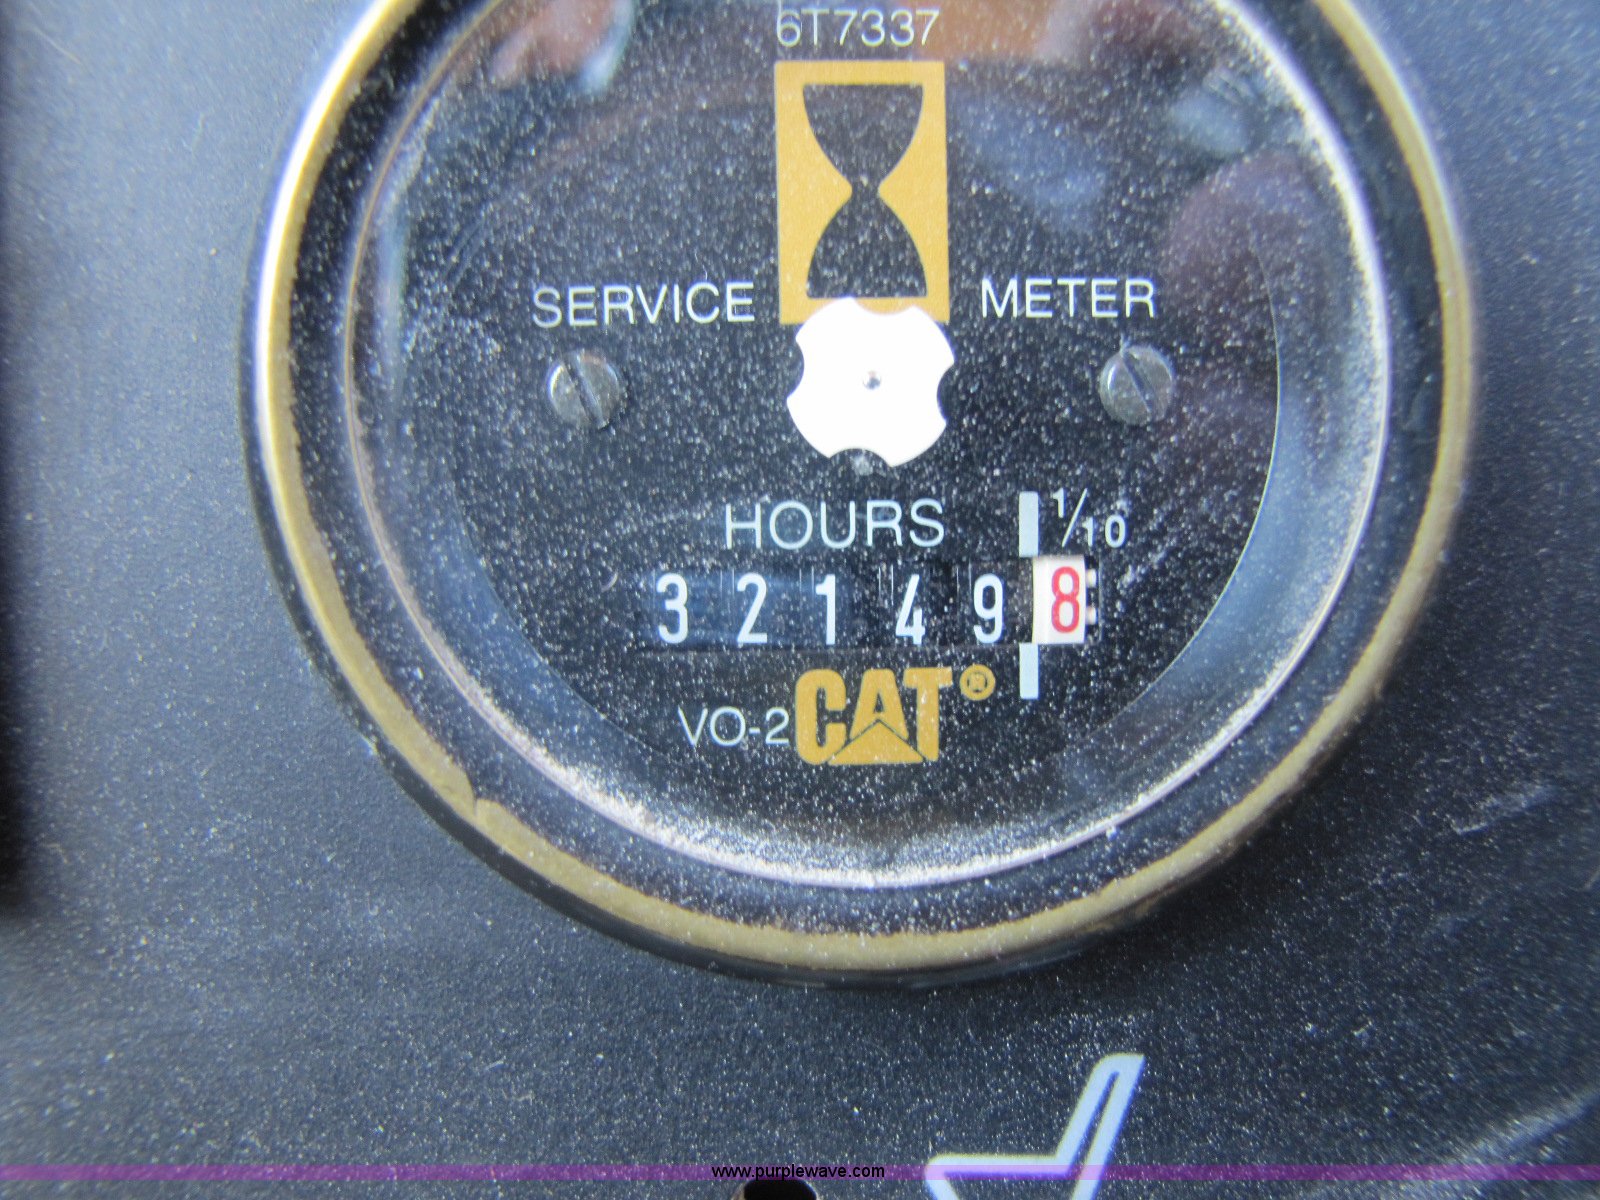 6T7337
SERVICE METER
HOURS 1/10
3 2 1 4 9 8
VO-2 CAT®
www.purplewave.com